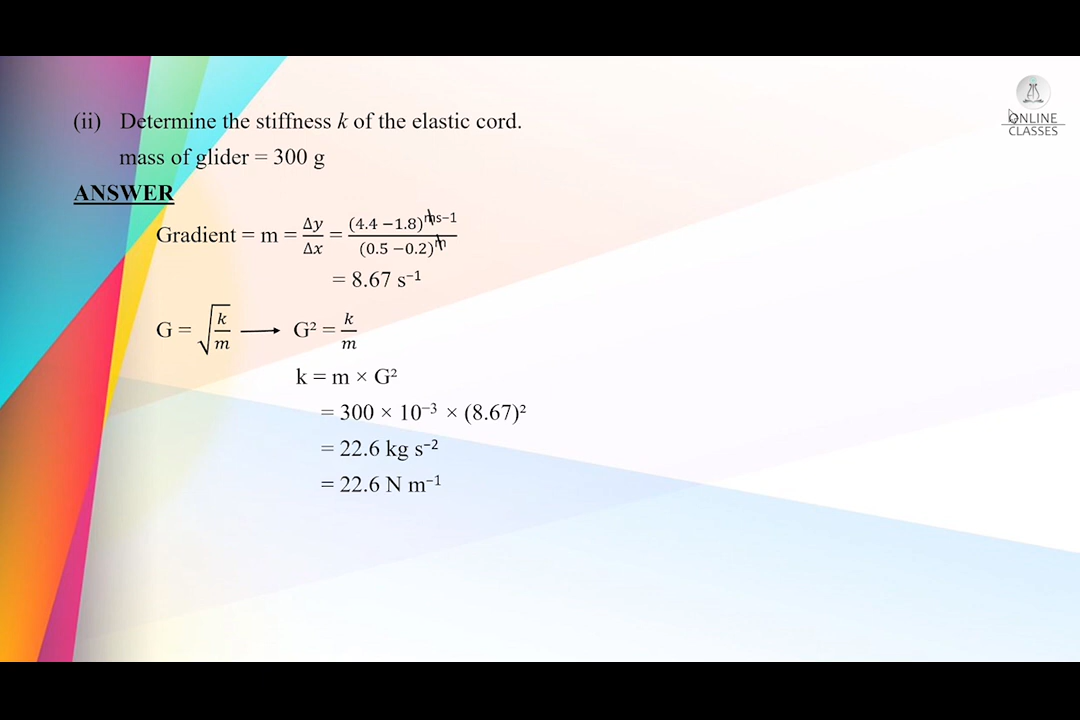 (ii) Determine the stiffness k of the elastic cord.
mass of glider = 300 g
ANSWER
Gradient = m = Δy/Δx = (4.4 −1.8) ms−1/(0.5 −0.2) m
= 8.67 s⁻¹
G = √(k/m) ⟶ G² = k/m
k = m × G²
= 300 × 10⁻³ × (8.67)²
= 22.6 kg s⁻²
= 22.6 N m⁻¹
ONLINE
CLASSES